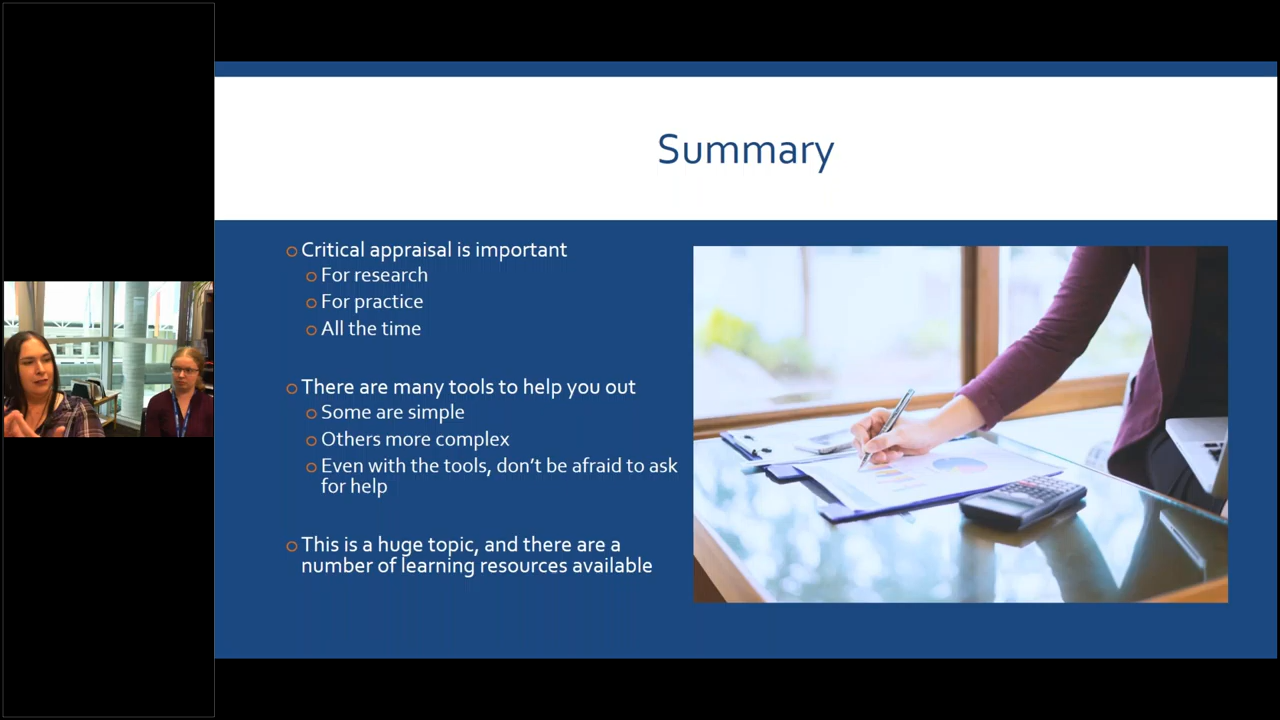 Summary
Critical appraisal is important
For research
For practice
All the time
There are many tools to help you out
Some are simple
Others more complex
Even with the tools, don't be afraid to ask
for help
This is a huge topic, and there are a
number of learning resources available